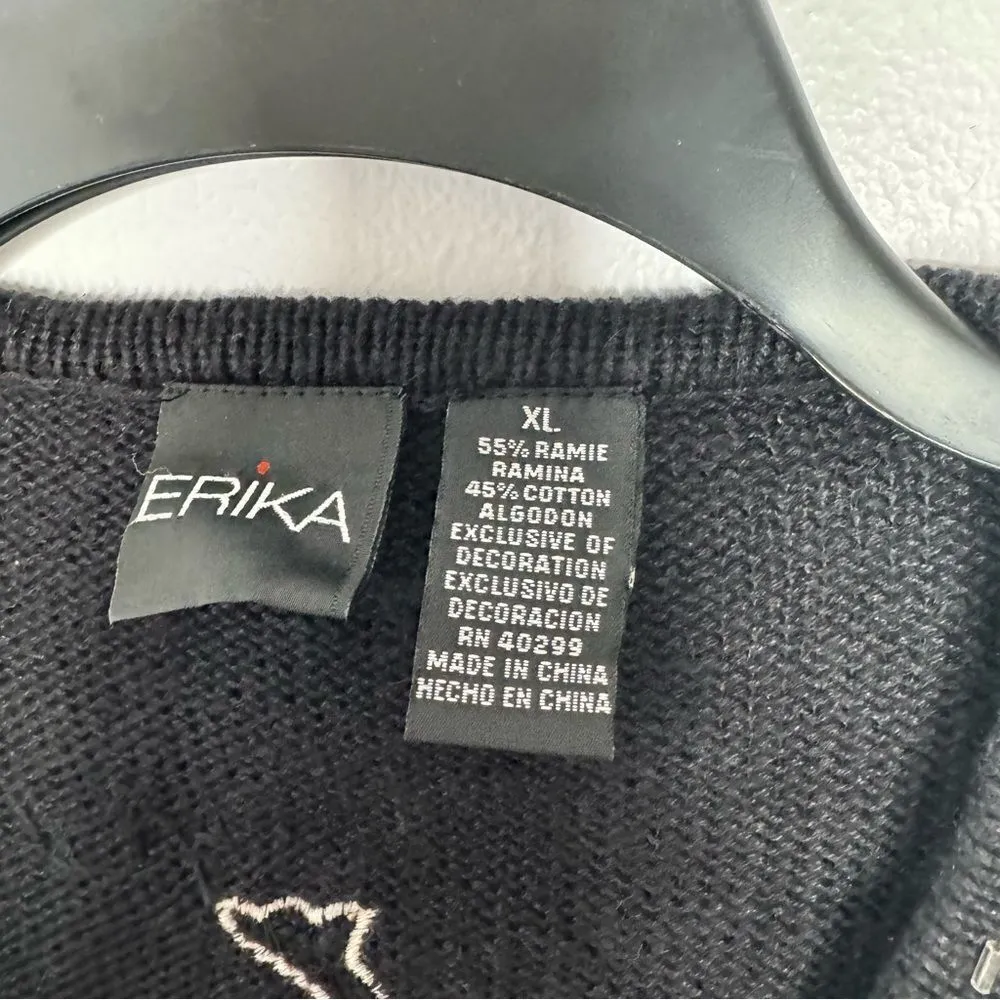 ERIKA
XL
55% RAMIE
RAMINA
45% COTTON
ALGODON
EXCLUSIVE OF
DECORATION
EXCLUSIVO DE
DECORACION
RN 40299
MADE IN CHINA
HECHO EN CHINA